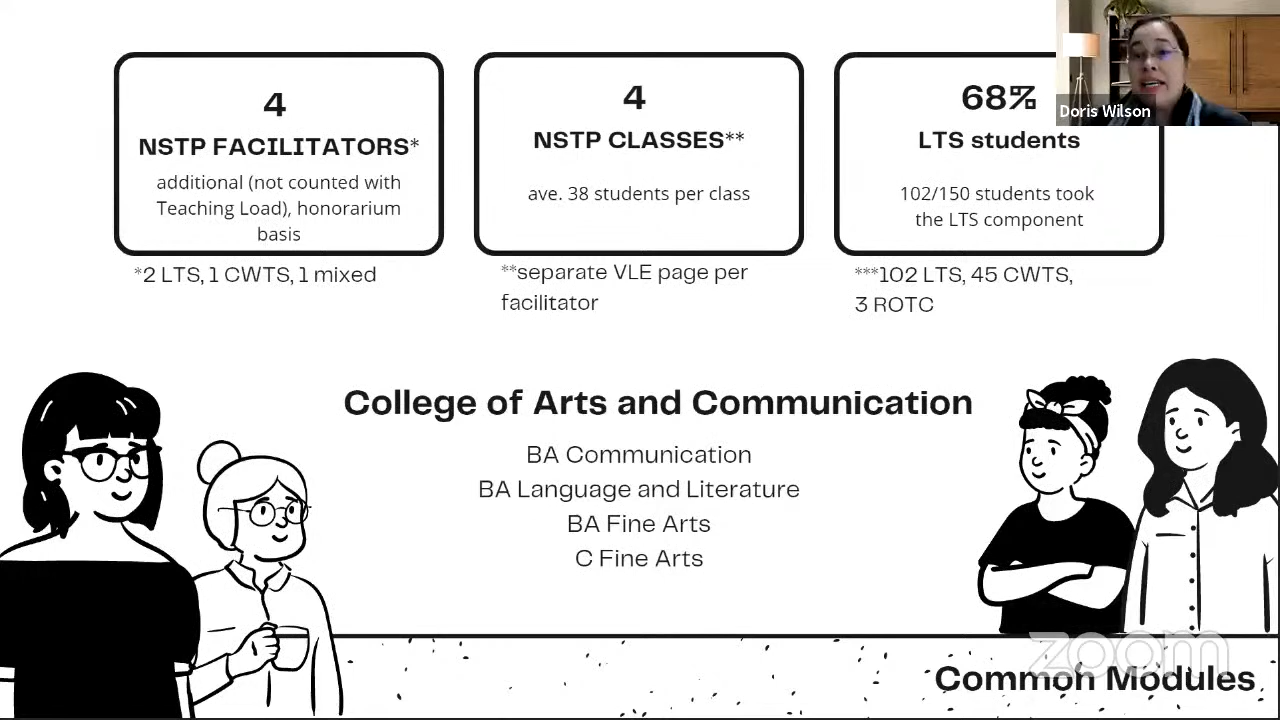 4
NSTP FACILITATORS*
additional (not counted with
Teaching Load), honorarium
basis
*2 LTS, 1 CWTS, 1 mixed
4
NSTP CLASSES**
ave. 38 students per class
**separate VLE page per
facilitator
68%
LTS students
102/150 students took
the LTS component
***102 LTS, 45 CWTS,
3 ROTC
Doris Wilson
College of Arts and Communication
BA Communication
BA Language and Literature
BA Fine Arts
C Fine Arts
zoom
Common Modules